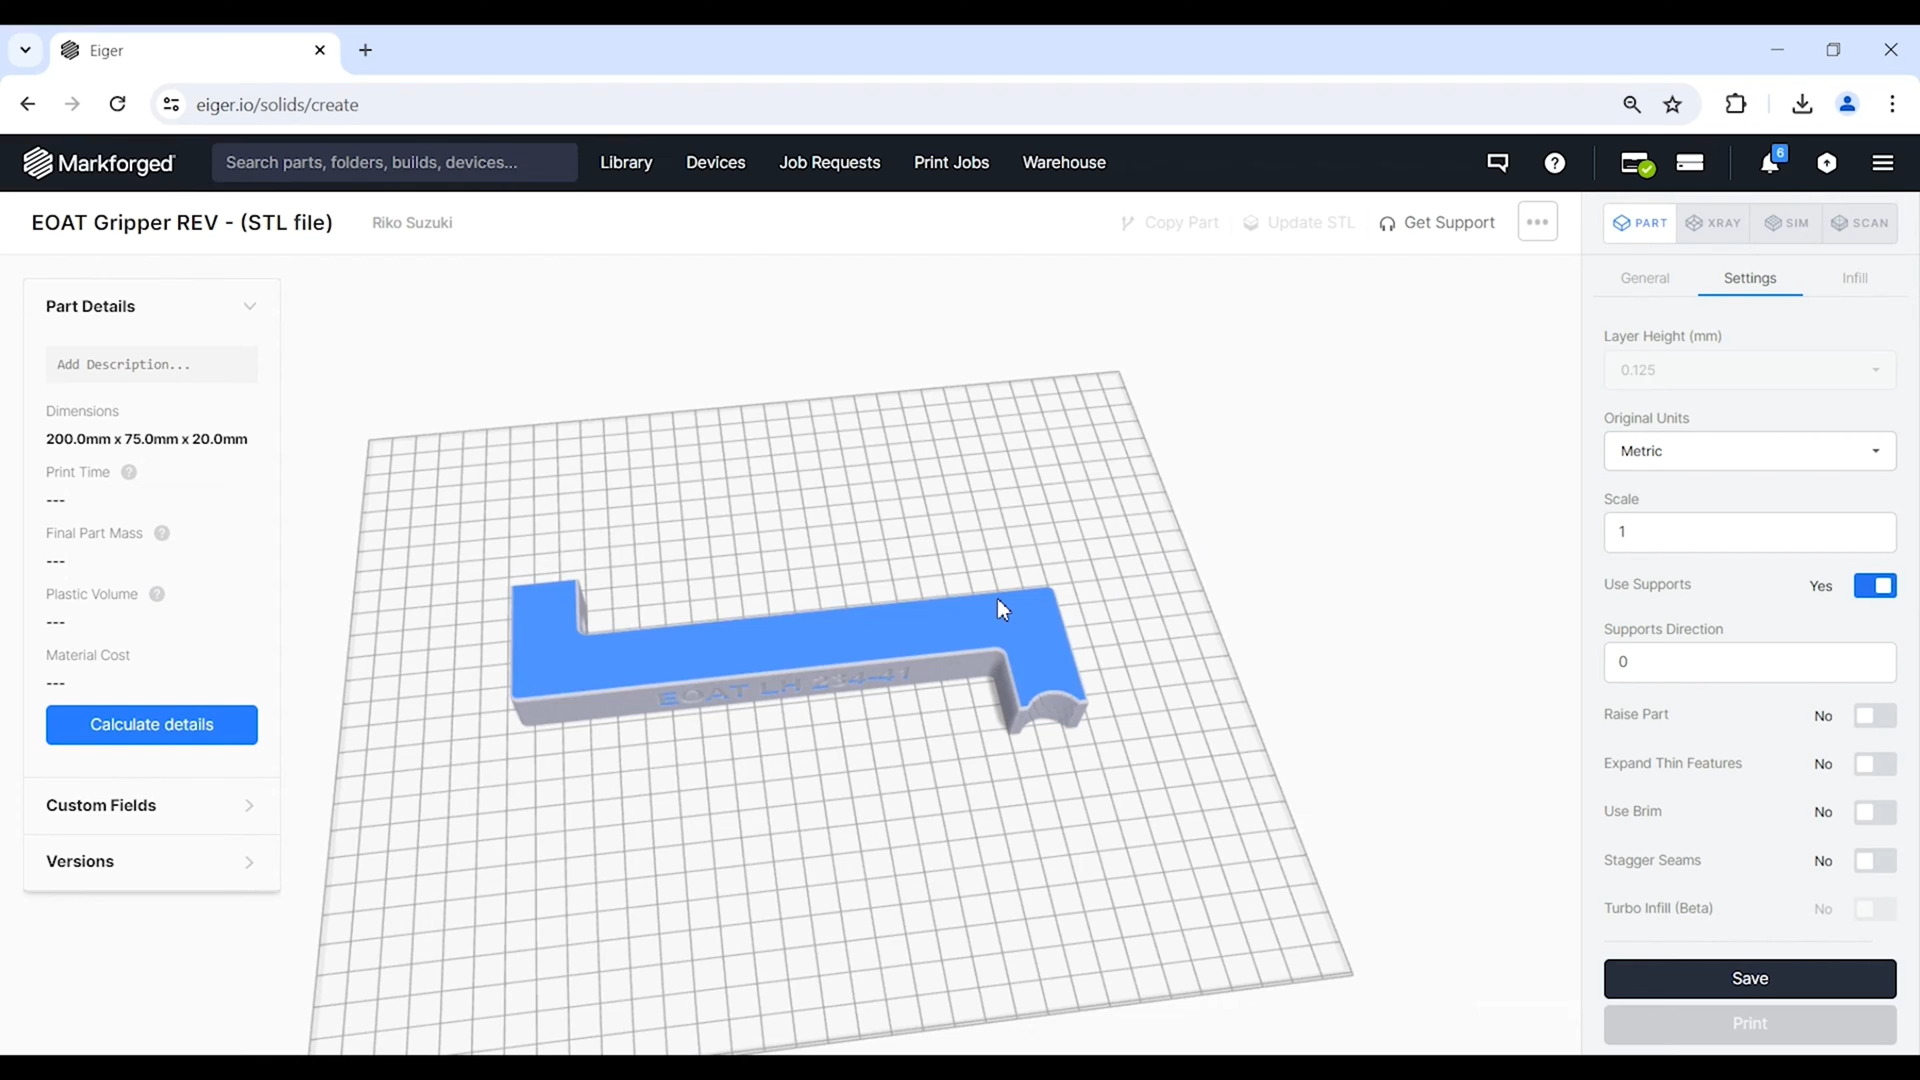 Eiger
eiger.io/solids/create
Markforged
Search parts, folders, builds, devices...
Library
Devices
Job Requests
Print Jobs
Warehouse
6
EOAT Gripper REV - (STL file)
Riko Suzuki
Copy Part
Update STL
Get Support
PART
XRAY
SIM
SCAN
General
Settings
Infill
Part Details
Add Description...
Dimensions
200.0mm x 75.0mm x 20.0mm
Print Time
---
Final Part Mass
---
Plastic Volume
---
Material Cost
---
Calculate details
Custom Fields
Versions
EOAT LH 234-41
Layer Height (mm)
0.125
Original Units
Metric
Scale
1
Use Supports Yes
Supports Direction
0
Raise Part No
Expand Thin Features No
Use Brim No
Stagger Seams No
Turbo Infill (Beta) No
Save
Print